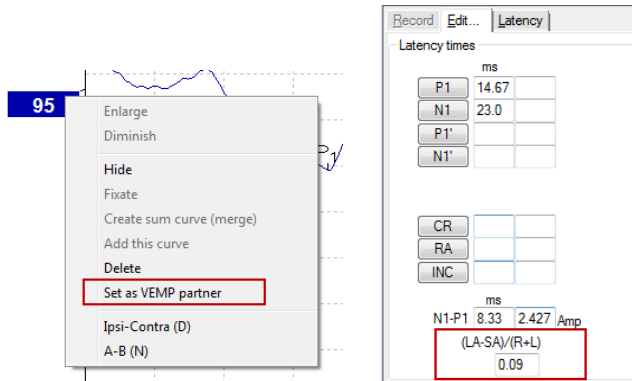 95
Enlarge
Diminish
Hide
Fixate
Create sum curve (merge)
Add this curve
Delete
Set as VEMP partner
Ipsi-Contra (D)
A-B (N)
P1
Record Edit... Latency
Latency times
ms
P1 14.67
N1 23.0
P1'
N1'
CR
RA
INC
ms
N1-P1 8.33 2.427 Amp
(LA-SA)/(R+L)
0.09